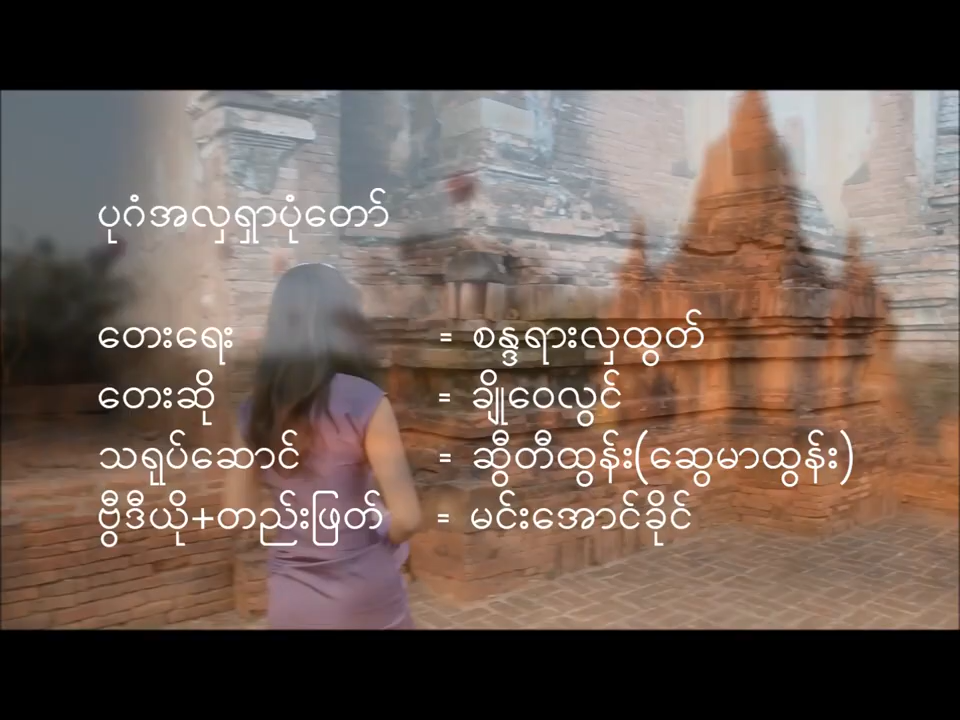 ပုဂံအလှရှာပုံတော်
တေးရေး = စန္ဒရားလှထွတ်
တေးဆို = ချိုဝေလွင်
သရုပ်ဆောင် = ဆွီတီထွန်း(ဆွေမာထွန်း)
ဗွီဒီယို+တည်းဖြတ် = မင်းအောင်ခိုင်